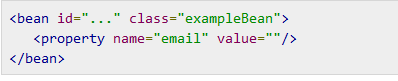 <bean id="..." class="exampleBean">
   <property name="email" value=""/>
</bean>